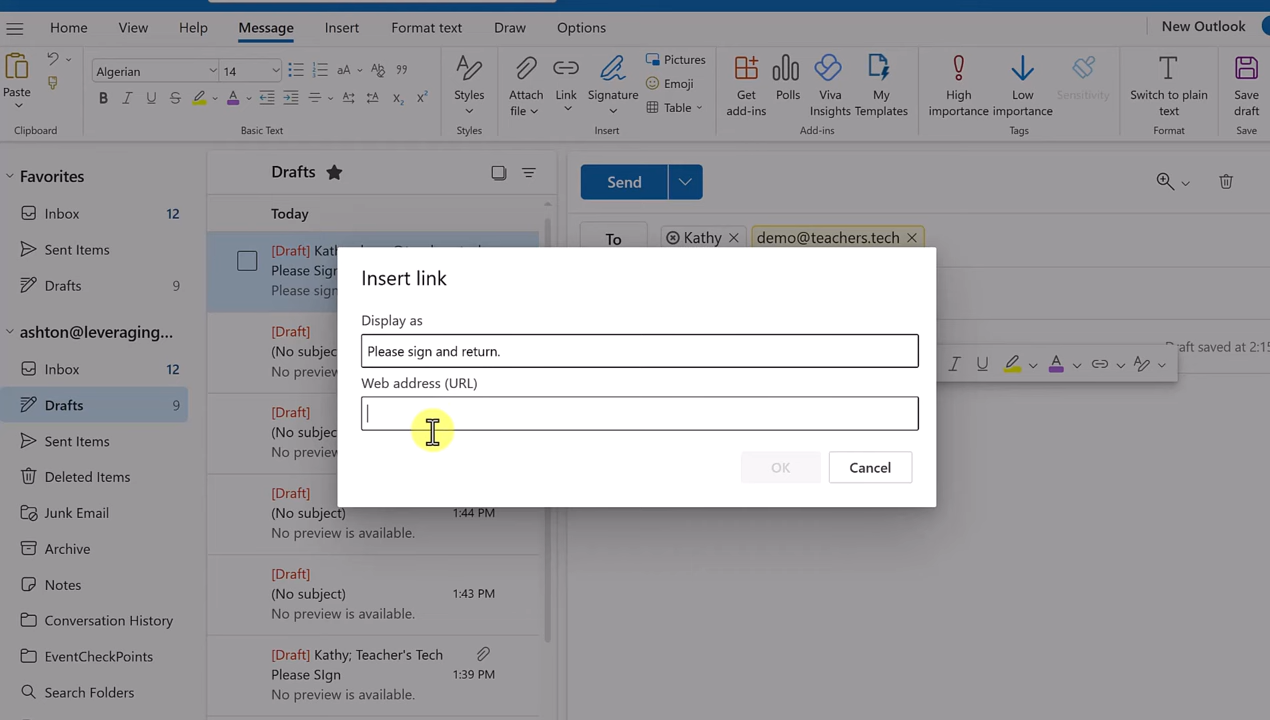 Home View Help Message Insert Format text Draw Options New Outlook
Paste
Clipboard
Algerian 14
Basic Text
Styles
Styles
Attach file
Link
Signature
Pictures
Emoji
Table
Insert
Get add-ins
Polls
Viva Insights
My Templates
Add-ins
High importance
Low importance
Sensitivity
Tags
Switch to plain text
Format
Save draft
Save
Favorites
Inbox 12
Sent Items
Drafts 9
ashton@leveraging...
Inbox 12
Drafts 9
Sent Items
Deleted Items
Junk Email
Archive
Notes
Conversation History
EventCheckPoints
Search Folders
Drafts
Today
[Draft]
Please Sign
Please sign
[Draft]
(No subject)
No preview
[Draft]
(No subject)
No preview
[Draft]
(No subject) 1:44 PM
No preview is available.
[Draft]
(No subject) 1:43 PM
No preview is available.
[Draft] Kathy; Teacher's Tech
Please SIgn 1:39 PM
No preview is available.
Send
To Kathy demo@teachers.tech
Draft saved at 2:15
Insert link
Display as
Please sign and return.
Web address (URL)
OK Cancel